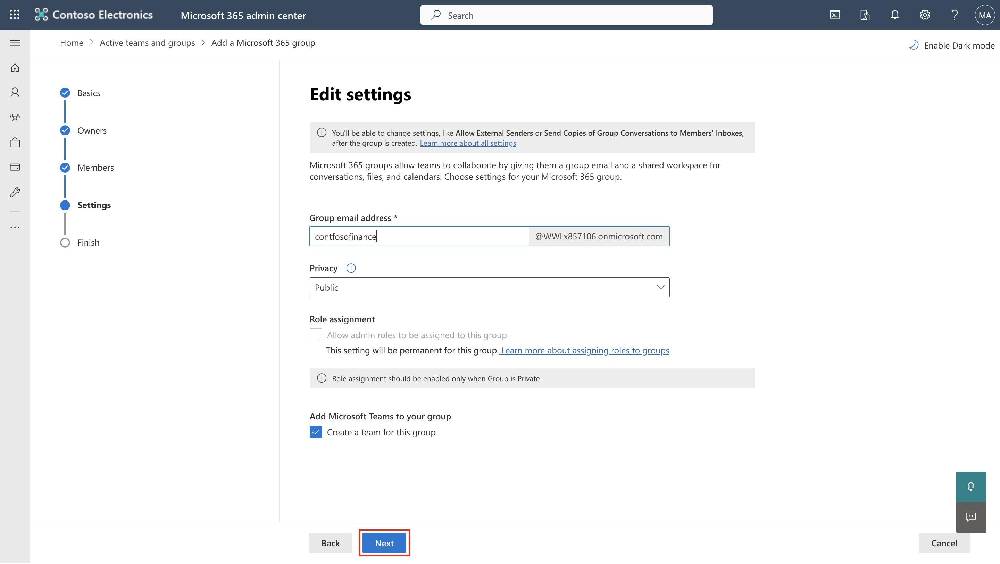 Contoso Electronics
Microsoft 365 admin center
Search
MA
Home > Active teams and groups > Add a Microsoft 365 group
Enable Dark mode
Basics
Owners
Members
Settings
Finish
Edit settings
You'll be able to change settings, like Allow External Senders or Send Copies of Group Conversations to Members' Inboxes,
after the group is created. Learn more about all settings
Microsoft 365 groups allow teams to collaborate by giving them a group email and a shared workspace for
conversations, files, and calendars. Choose settings for your Microsoft 365 group.
Group email address *
contfosofinance
@WWLx857106.onmicrosoft.com
Privacy
Public
Role assignment
Allow admin roles to be assigned to this group
This setting will be permanent for this group. Learn more about assigning roles to groups
Role assignment should be enabled only when Group is Private.
Add Microsoft Teams to your group
Create a team for this group
Back
Next
Cancel